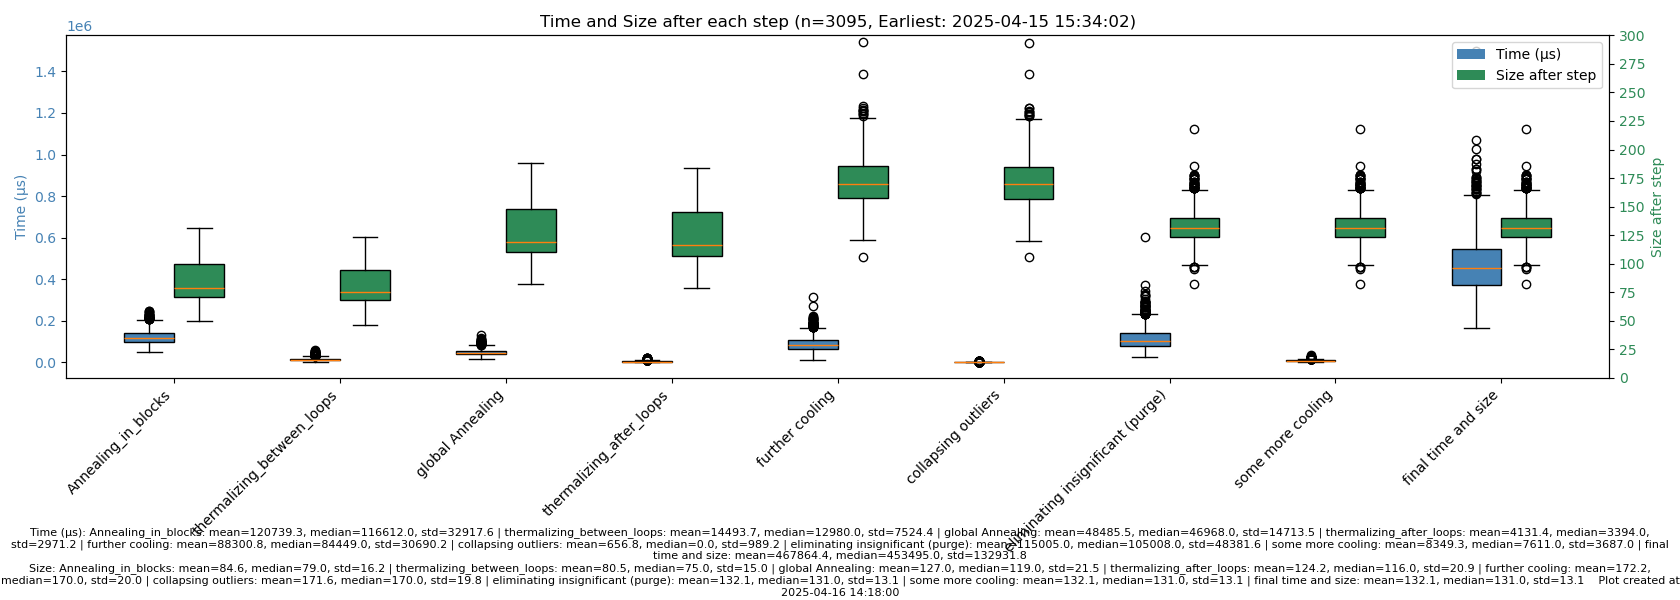 Time and Size after each step (n=3095, Earliest: 2025-04-15 15:34:02)
1e6
1.4
1.2
1.0
0.8
0.6
0.4
0.2
0.0
Time (µs)
Time (µs)
Size after step
300
275
250
225
200
175
150
125
100
75
50
25
0
Size after step
Annealing_in_blocks
thermalizing_between_loops
global Annealing
thermalizing_after_loops
further cooling
collapsing outliers
eliminating insignificant (purge)
some more cooling
final time and size
Time (µs): Annealing_in_blocks: mean=120739.3, median=116612.0, std=32917.6 | thermalizing_between_loops: mean=14493.7, median=12980.0, std=7524.4 | global Annealing: mean=48485.5, median=46968.0, std=14713.5 | thermalizing_after_loops: mean=4131.4, median=3394.0,
std=2971.2 | further cooling: mean=88300.8, median=84449.0, std=30690.2 | collapsing outliers: mean=656.8, median=0.0, std=989.2 | eliminating insignificant (purge): mean=115005.0, median=105008.0, std=48381.6 | some more cooling: mean=8349.3, median=7611.0, std=3687.0 | final
time and size: mean=467864.4, median=453495.0, std=132931.8
Size: Annealing_in_blocks: mean=84.6, median=79.0, std=16.2 | thermalizing_between_loops: mean=80.5, median=75.0, std=15.0 | global Annealing: mean=127.0, median=119.0, std=21.5 | thermalizing_after_loops: mean=124.2, median=116.0, std=20.9 | further cooling: mean=172.2,
median=170.0, std=20.0 | collapsing outliers: mean=171.6, median=170.0, std=19.8 | eliminating insignificant (purge): mean=132.1, median=131.0, std=13.1 | some more cooling: mean=132.1, median=131.0, std=13.1 | final time and size: mean=132.1, median=131.0, std=13.1 Plot created at
2025-04-16 14:18:00